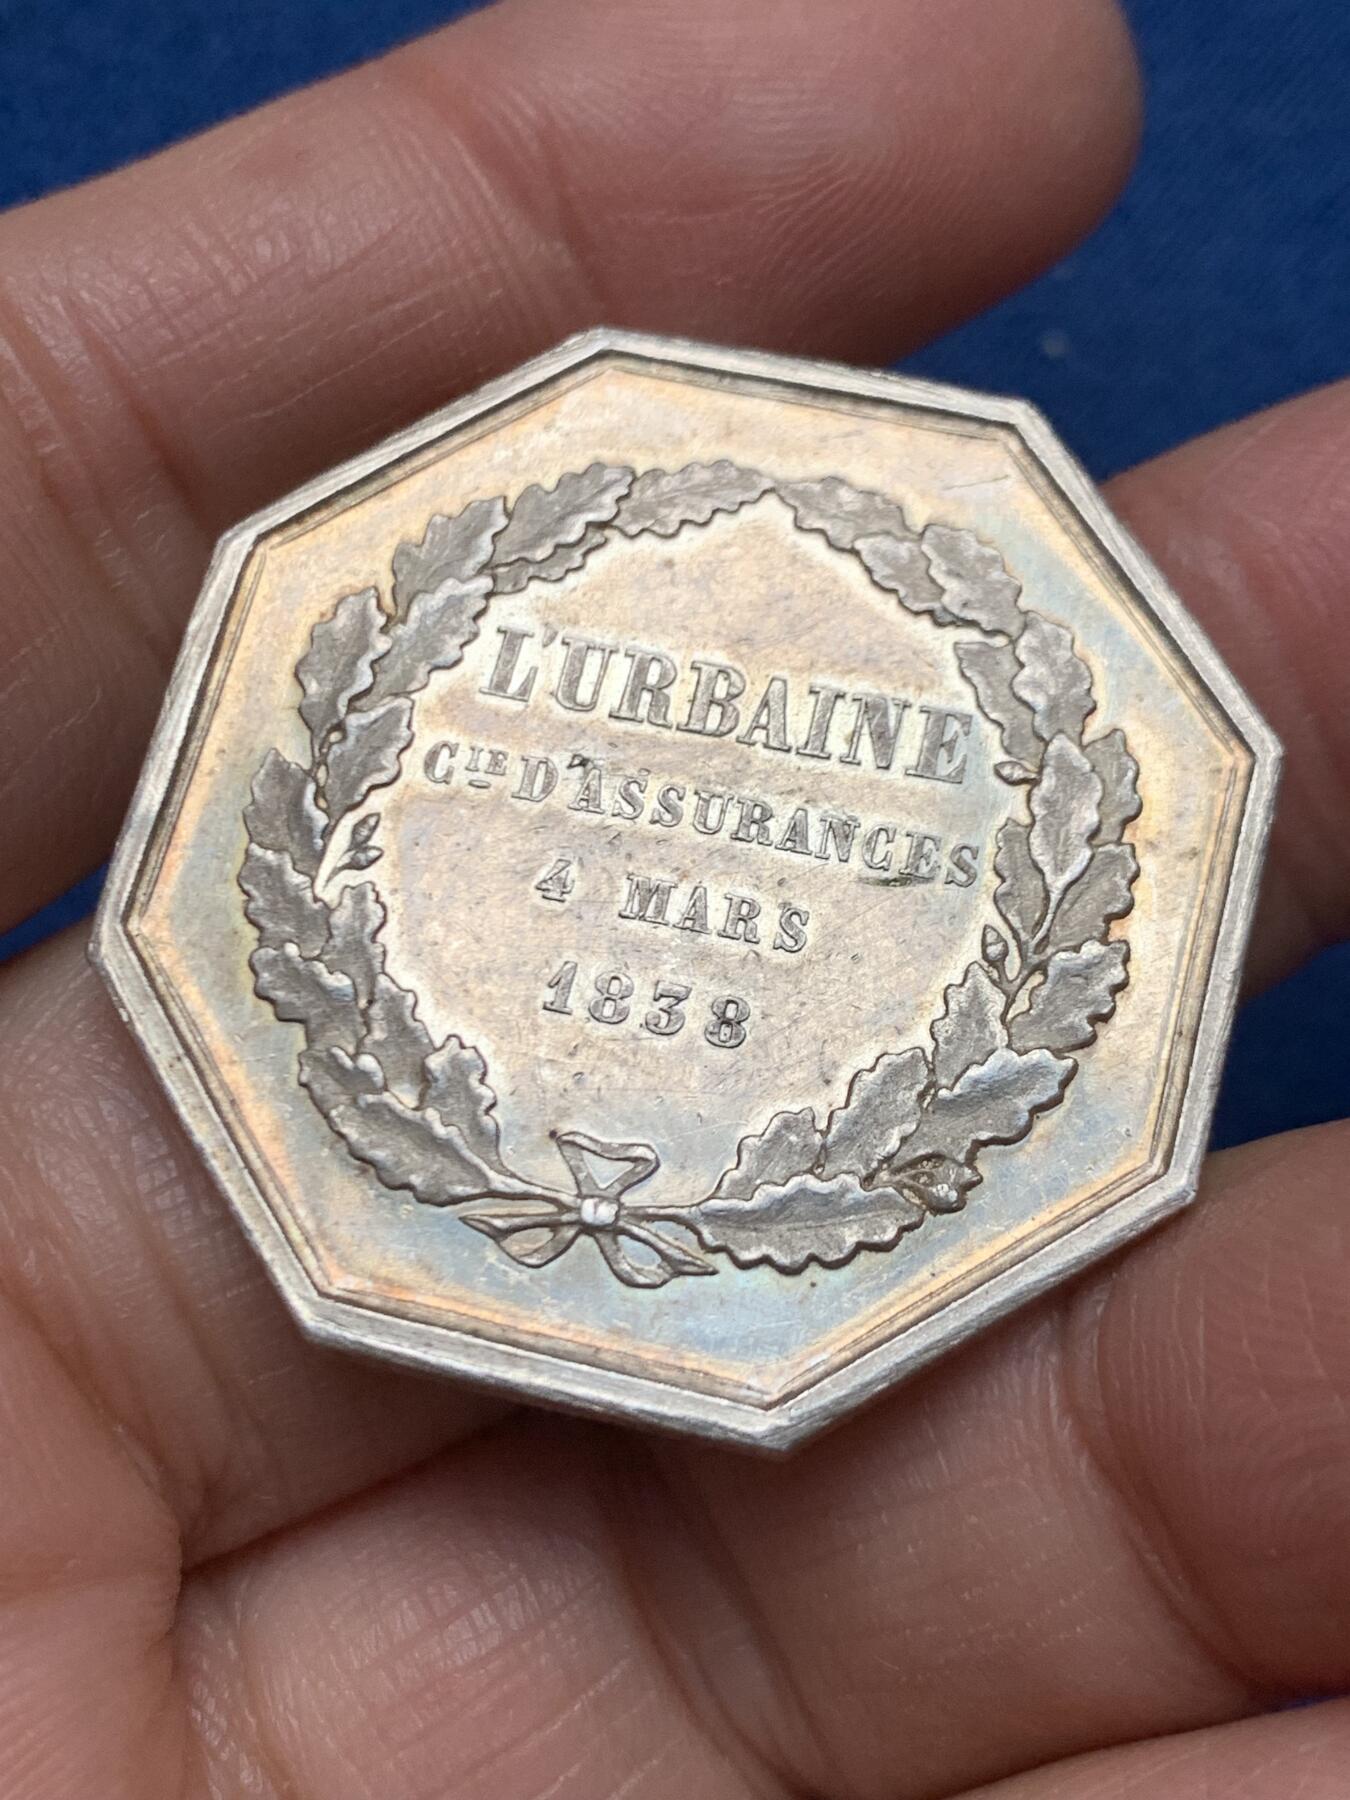 L'URBAINE
CIE D'ASSURANCES
4 MARS
1838